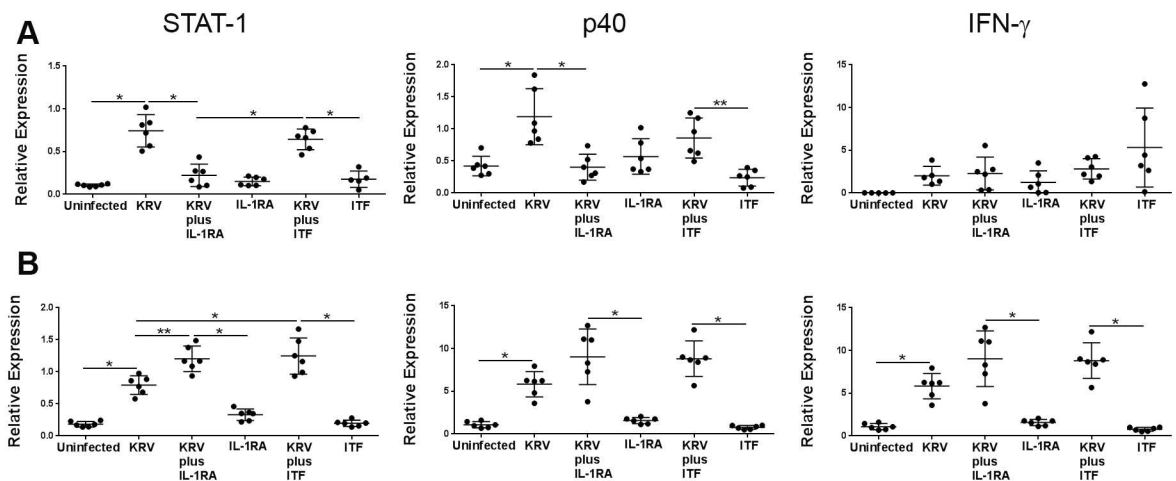 STAT-1 p40 IFN-γ
A
Relative Expression
1.5
1.0
0.5
0.0
* * * *
Uninfected KRV KRV IL-1RA KRV ITF
plus plus
IL-1RA ITF
Relative Expression
2.0
1.5
1.0
0.5
0.0
* * **
Uninfected KRV KRV IL-1RA KRV ITF
plus plus
IL-1RA ITF
Relative Expression
15
10
5
0
Uninfected KRV KRV IL-1RA KRV ITF
plus plus
IL-1RA ITF
B
Relative Expression
2.0
1.5
1.0
0.5
0.0
*
* ** * *
Uninfected KRV KRV IL-1RA KRV ITF
plus plus
IL-1RA ITF
Relative Expression
15
10
5
0
* * *
Uninfected KRV KRV IL-1RA KRV ITF
plus plus
IL-1RA ITF
Relative Expression
15
10
5
0
* * *
Uninfected KRV KRV IL-1RA KRV ITF
plus plus
IL-1RA ITF